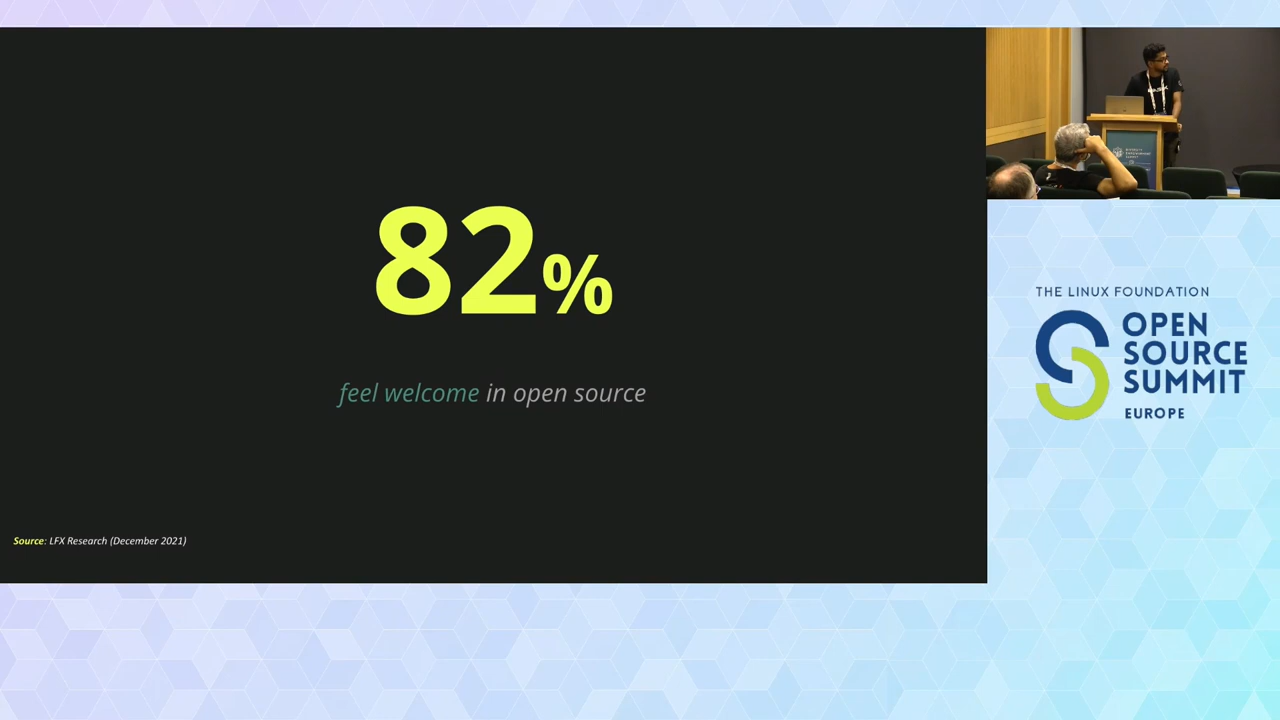 82%
feel welcome in open source
Source: LFX Research (December 2021)
THE LINUX FOUNDATION
OPEN
SOURCE
SUMMIT
EUROPE